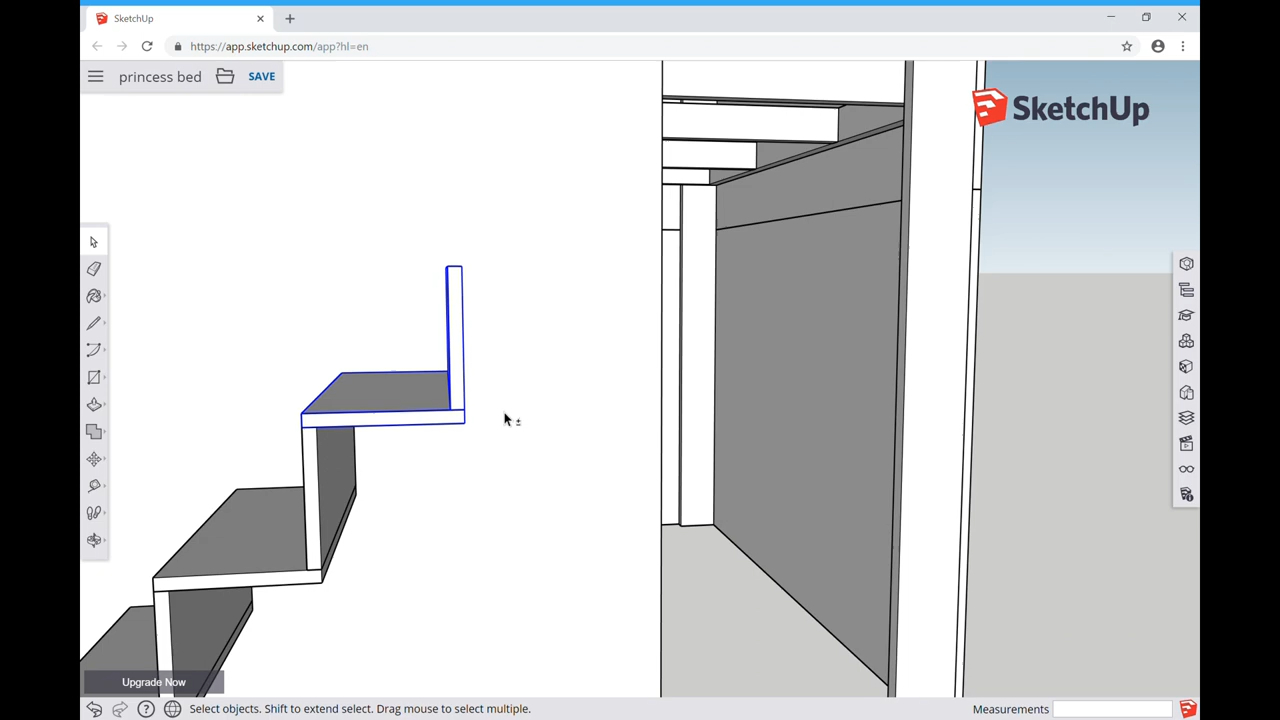 SketchUp
https://app.sketchup.com/app?hl=en
princess bed
SAVE
SketchUp
Upgrade Now
Select objects. Shift to extend select. Drag mouse to select multiple.
Measurements